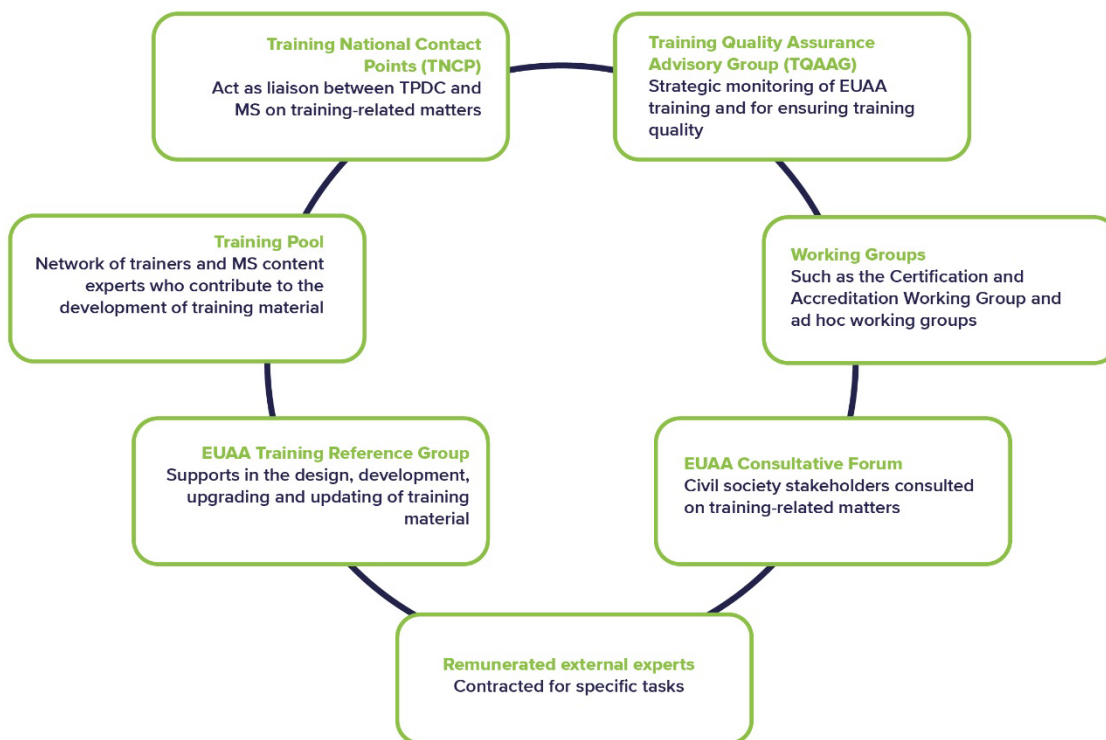 Training National Contact
Points (TNCP)
Act as liaison between TPDC and
MS on training-related matters
Training Quality Assurance
Advisory Group (TQAAG)
Strategic monitoring of EUAA
training and for ensuring training
quality
Training Pool
Network of trainers and MS content
experts who contribute to the
development of training material
Working Groups
Such as the Certification and
Accreditation Working Group and
ad hoc working groups
EUAA Training Reference Group
Supports in the design, development,
upgrading and updating of training
material
EUAA Consultative Forum
Civil society stakeholders consulted
on training-related matters
Remunerated external experts
Contracted for specific tasks